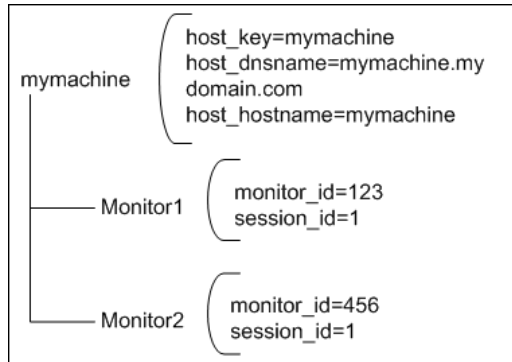 mymachine
host_key=mymachine
host_dnsname=mymachine.my
domain.com
host_hostname=mymachine
Monitor1
monitor_id=123
session_id=1
Monitor2
monitor_id=456
session_id=1